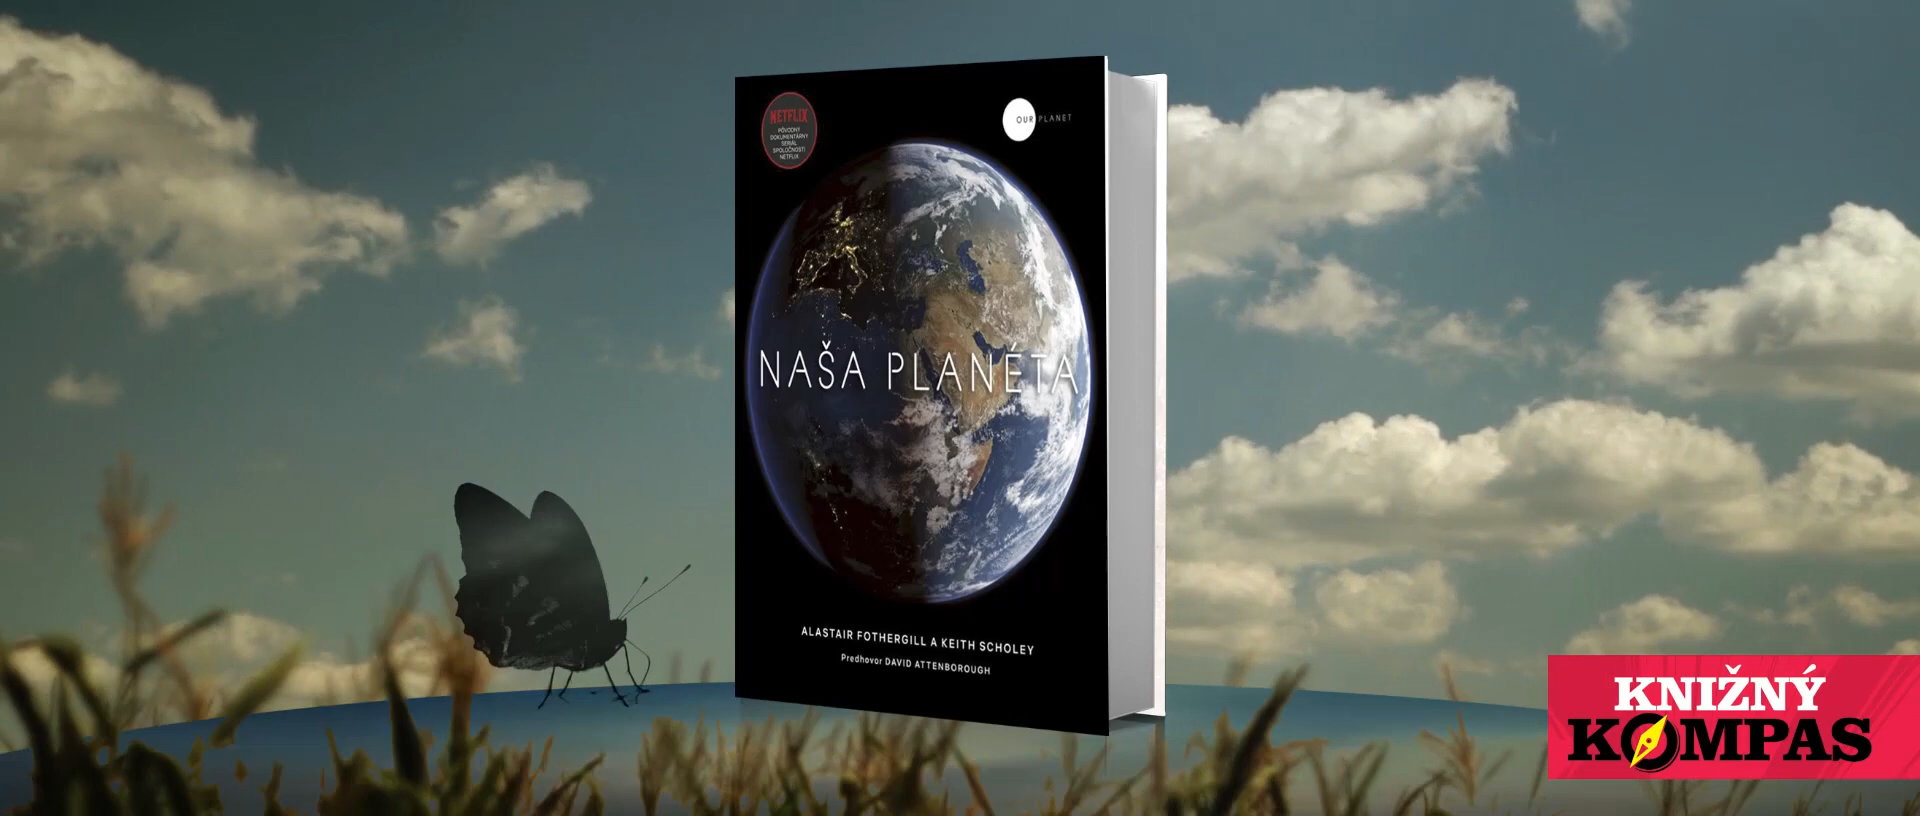 NETFLIX
PÔVODNÝ
DOKUMENTÁRNY
SERIÁL
SPOLOČNOSTI
NETFLIX
OUR PLANET
NAŠA PLANÉTA
ALASTAIR FOTHERGILL A KEITH SCHOLEY
Predhovor DAVID ATTENBOROUGH
KNIŽNÝ
KOMPAS